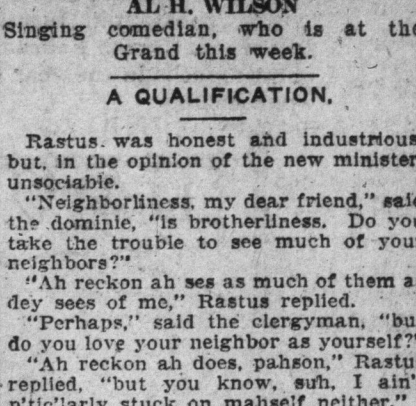 AL H. WILSON
Singing comedian, who is at the
Grand this week.
A QUALIFICATION.
Rastus was honest and industrious
but, in the opinion of the new minister
unsociable.
"Neighborliness, my dear friend," said
the dominie, "is brotherliness. Do you
take the trouble to see much of you
neighbors?"
"Ah reckon ah ses as much of them a
dey sees of me," Rastus replied.
"Perhaps," said the clergyman, "bu
do you love your neighbor as yourself?"
"Ah reckon ah does, pahson," Rastu
replied, "but you know, suh, I ain'
p'tic'larly stuck on mahself neither."